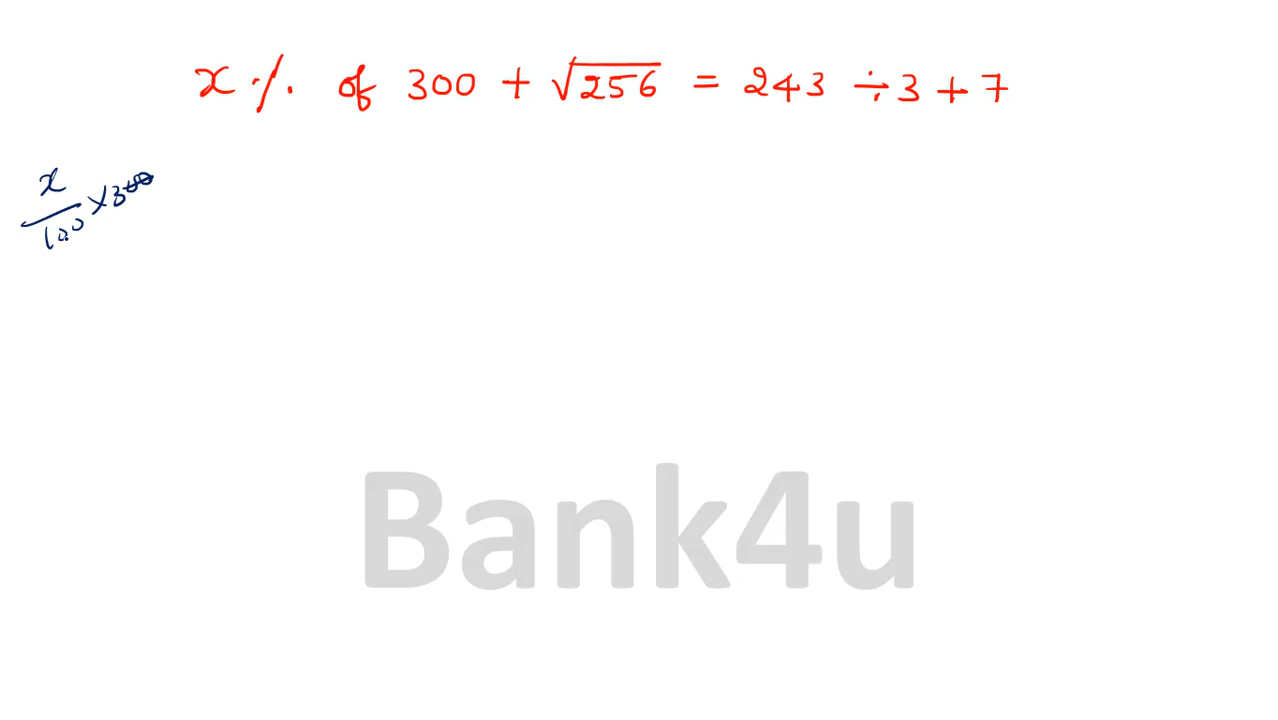 x % of 300 + √256 = 243 ÷ 3 + 7
x/100 × 300
Bank4u